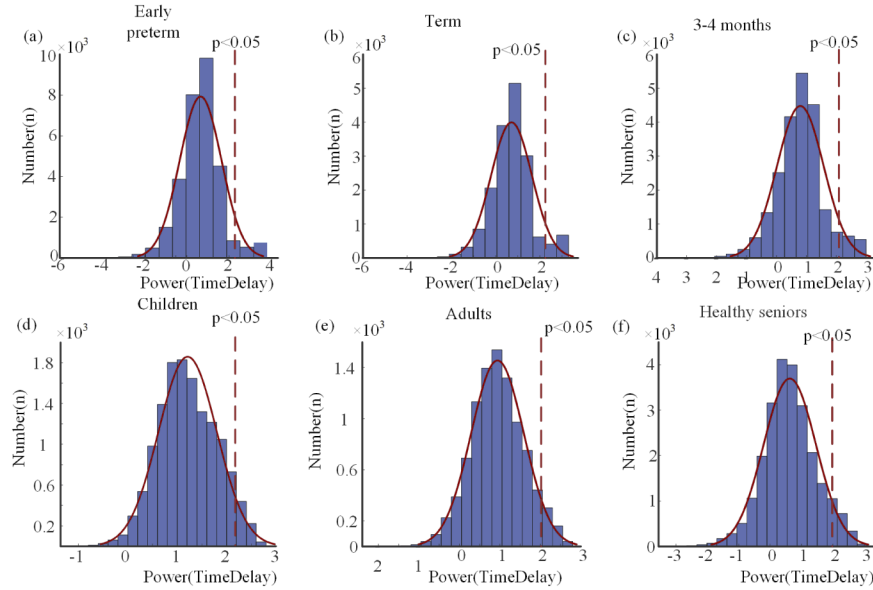 Early
preterm
Term
3-4 months
(a)
×10³
p<0.05
(b)
×10³
p<0.05
(c)
×10³
p<0.05
Number(n)
10
8
6
4
2
0
-6 -4 -2 0 2 4
Power(TimeDelay)
Number(n)
6
5
4
3
2
1
0
-6 -4 -2 0 2
Power(TimeDelay)
Number(n)
6
5
4
3
2
1
0
4 3 2 1 0 1 2 3
Power(TimeDelay)
Children
Adults
Healthy seniors
(d)
×10³
p<0.05
(e)
×10³
p<0.05
(f)
×10³
p<0.05
Number(n)
1.8
1.4
1
0.6
0.2
-1 0 1 2 3
Power(TimeDelay)
Number(n)
1.4
1
0.6
0.2
0
2 1 0 1 2 3
Power(TimeDelay)
Number(n)
4
3
2
1
0
-3 -2 -1 0 1 2 3
Power(TimeDelay)